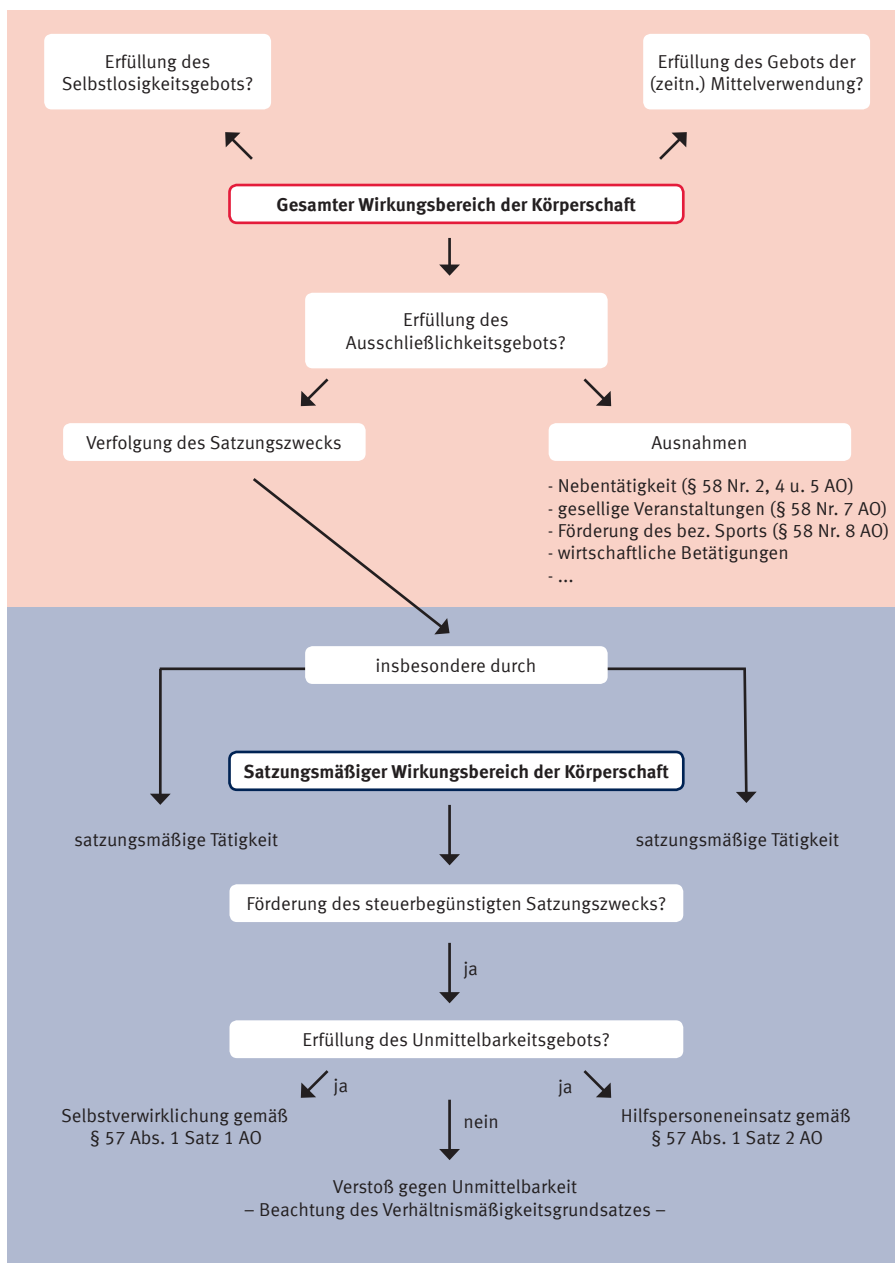 Erfüllung des
Selbstlosigkeitsgebots?
Erfüllung des Gebots der
(zeitn.) Mittelverwendung?
Gesamter Wirkungsbereich der Körperschaft
Erfüllung des
Ausschließlichkeitsgebots?
Verfolgung des Satzungszwecks
Ausnahmen
- Nebentätigkeit (§ 58 Nr. 2, 4 u. 5 AO)
- gesellige Veranstaltungen (§ 58 Nr. 7 AO)
- Förderung des bez. Sports (§ 58 Nr. 8 AO)
- wirtschaftliche Betätigungen
- ...
insbesondere durch
Satzungsmäßiger Wirkungsbereich der Körperschaft
satzungsmäßige Tätigkeit
satzungsmäßige Tätigkeit
Förderung des steuerbegünstigten Satzungszwecks?
ja
Erfüllung des Unmittelbarkeitsgebots?
ja
ja
Selbstverwirklichung gemäß
§ 57 Abs. 1 Satz 1 AO
nein
Hilfspersoneneinsatz gemäß
§ 57 Abs. 1 Satz 2 AO
Verstoß gegen Unmittelbarkeit
– Beachtung des Verhältnismäßigkeitsgrundsatzes –